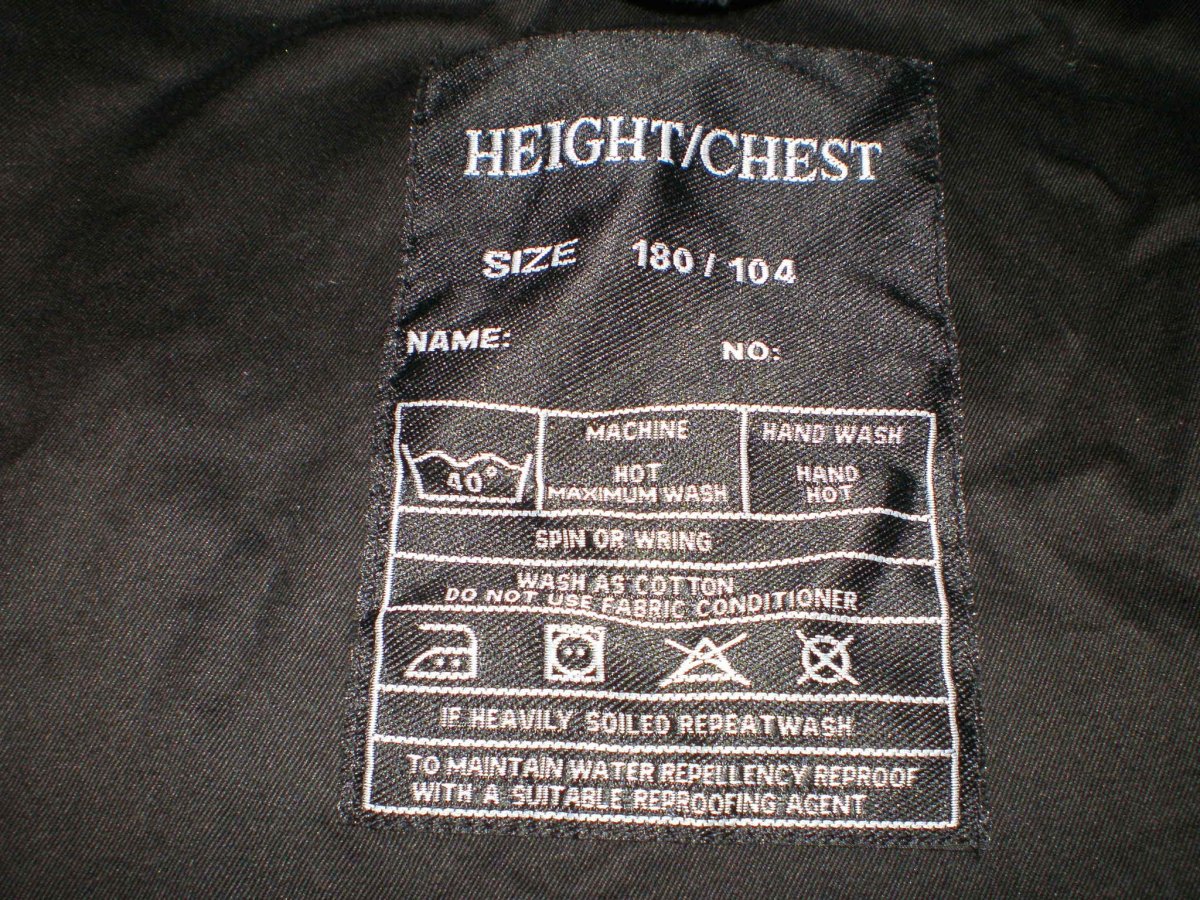 HEIGHT/CHEST
SIZE 180 / 104
NAME: NO:
40° MACHINE HAND WASH
HOT HAND
MAXIMUM WASH HOT
SPIN OR WRING
WASH AS COTTON
DO NOT USE FABRIC CONDITIONER
IF HEAVILY SOILED REPEATWASH
TO MAINTAIN WATER REPELLENCY REPROOF
WITH A SUITABLE REPROOFING AGENT